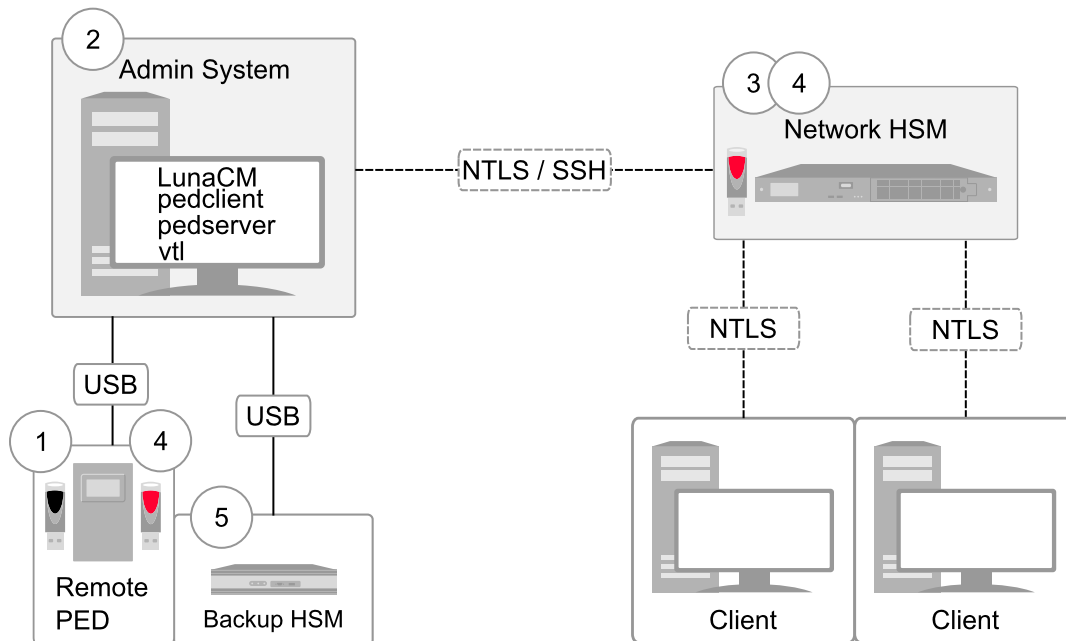 2
Admin System
LunaCM
pedclient
pedserver
vtl
NTLS / SSH
3
4
Network HSM
USB
USB
NTLS
NTLS
1
4
Remote
PED
5
Backup HSM
Client
Client